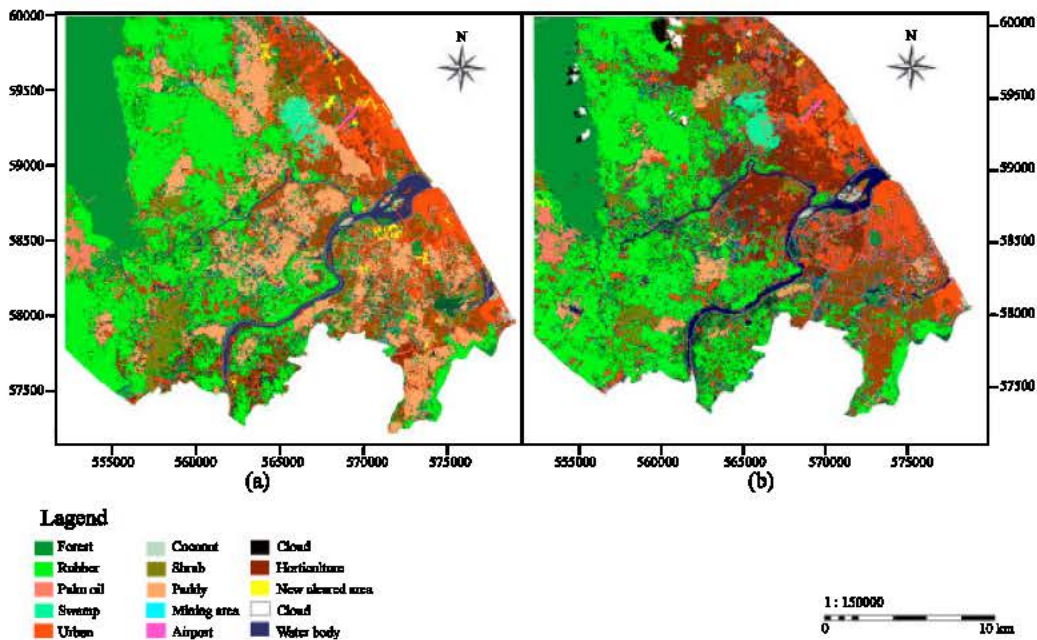 60000
59500
59000
58500
58000
57500
N
N
60000
59500
59000
58500
58000
57500
555000 560000 565000 570000 575000
555000 560000 565000 570000 575000
(a)
(b)
Lagend
Forest
Rubber
Palm oil
Swamp
Urban
Coconut
Shrub
Paddy
Mining area
Airport
Cloud
Horticulture
New cleared area
Cloud
Water body
1 : 150000
0 10 km